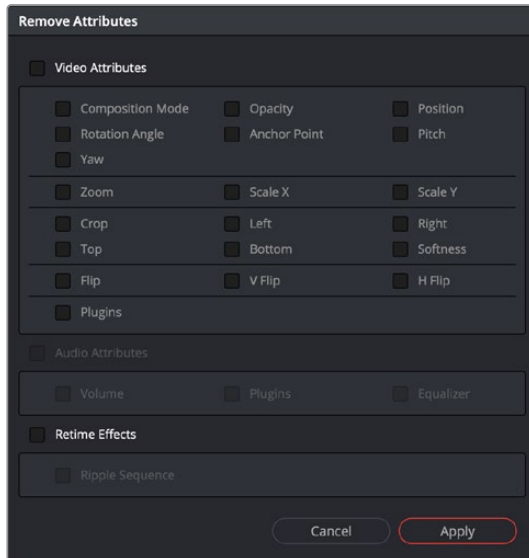 Remove Attributes
Video Attributes
Composition Mode Opacity Position
Rotation Angle Anchor Point Pitch
Yaw
Zoom Scale X Scale Y
Crop Left Right
Top Bottom Softness
Flip V Flip H Flip
Plugins
Audio Attributes
Volume Plugins Equalizer
Retime Effects
Ripple Sequence
Cancel Apply